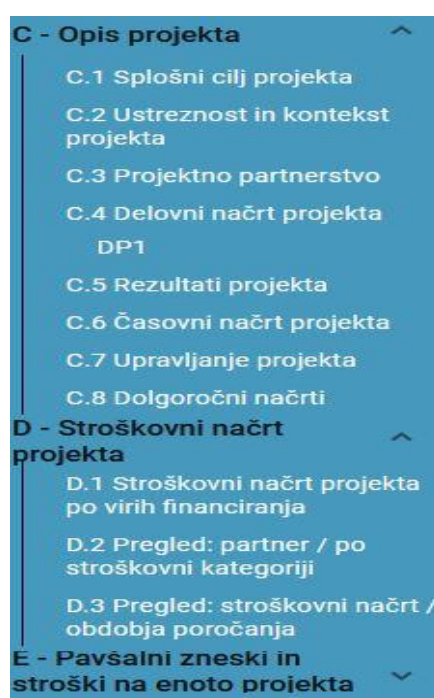 C - Opis projekta
C.1 Splošni cilj projekta
C.2 Ustreznost in kontekst
projekta
C.3 Projektno partnerstvo
C.4 Delovni načrt projekta
DP1
C.5 Rezultati projekta
C.6 Časovni načrt projekta
C.7 Upravljanje projekta
C.8 Dolgoročni načrti
D - Stroškovni načrt
projekta
D.1 Stroškovni načrt projekta
po virih financiranja
D.2 Pregled: partner / po
stroškovni kategoriji
D.3 Pregled: stroškovni načrt /
obdobja poročanja
E - Pavšalni zneski in
stroški na enoto projekta